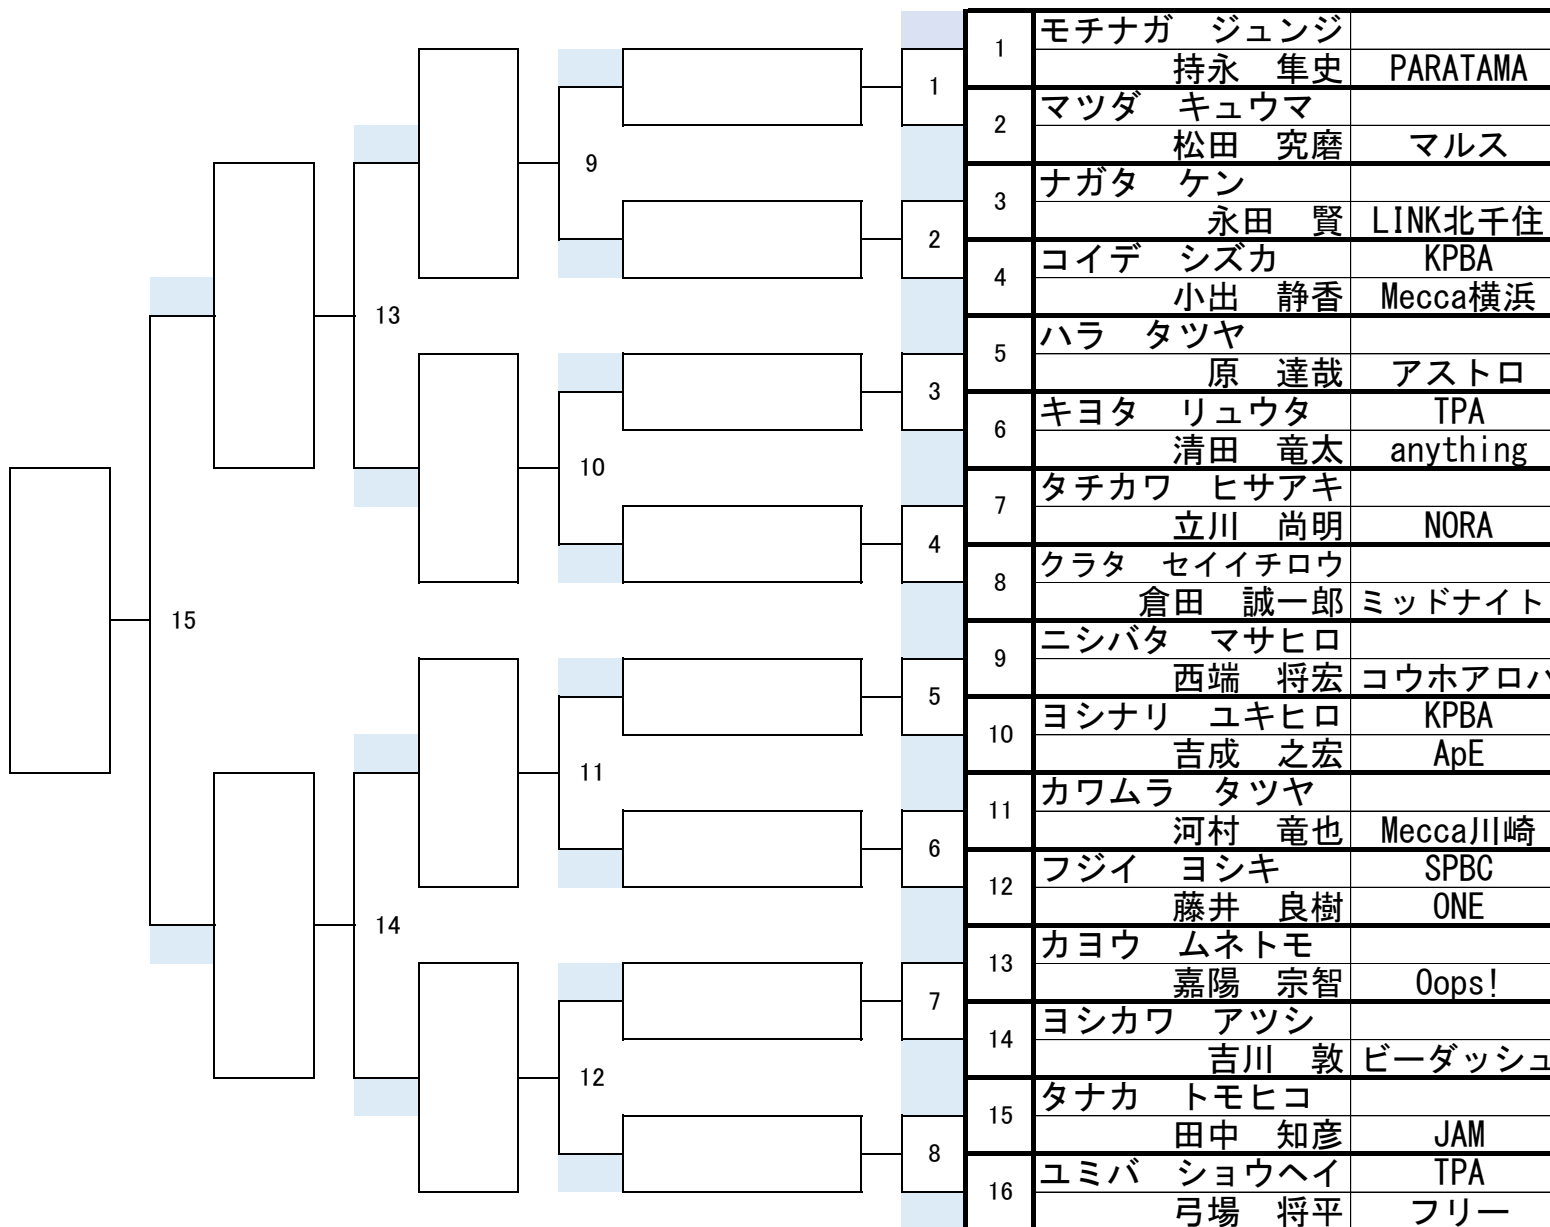 1
モチナガ　ジュンジ
持永　隼史 PARATAMA
2
マツダ　キュウマ
松田　究磨 マルス
3
ナガタ　ケン
永田　賢 LINK北千住
4
コイデ　シズカ KPBA
小出　静香 Mecca横浜
5
ハラ　タツヤ
原　達哉 アストロ
6
キヨタ　リュウタ TPA
清田　竜太 anything
7
タチカワ　ヒサアキ
立川　尚明 NORA
8
クラタ　セイイチロウ
倉田　誠一郎 ミッドナイト
9
ニシバタ　マサヒロ
西端　将宏 コウホアロハ
10
ヨシナリ　ユキヒロ KPBA
吉成　之宏 ApE
11
カワムラ　タツヤ
河村　竜也 Mecca川崎
12
フジイ　ヨシキ SPBC
藤井　良樹 ONE
13
カヨウ　ムネトモ
嘉陽　宗智 Oops!
14
ヨシカワ　アツシ
吉川　敦 ビーダッシュ
15
タナカ　トモヒコ
田中　知彦 JAM
16
ユミバ　ショウヘイ TPA
弓場　将平 フリー
1
2
3
4
5
6
7
8
9
10
11
12
13
14
15